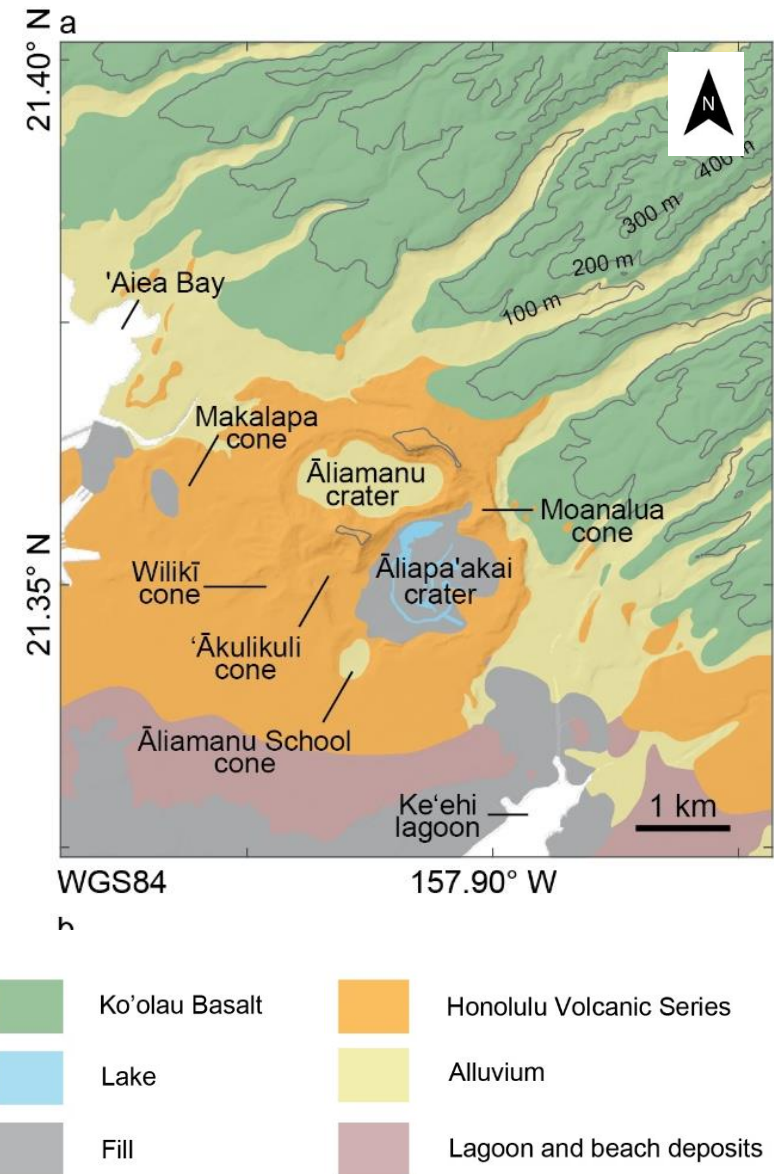 a
21.40° N
N
400 m
300 m
200 m
100 m
'Aiea Bay
Makalapa
cone
Āliamanu
crater
Moanalua
cone
21.35° N
Wilikī
cone
Āliapa'akai
crater
‘Ākulikuli
cone
Āliamanu School
cone
Ke‘ehi
lagoon
1 km
WGS84
157.90° W
b
Ko’olau Basalt
Honolulu Volcanic Series
Lake
Alluvium
Fill
Lagoon and beach deposits